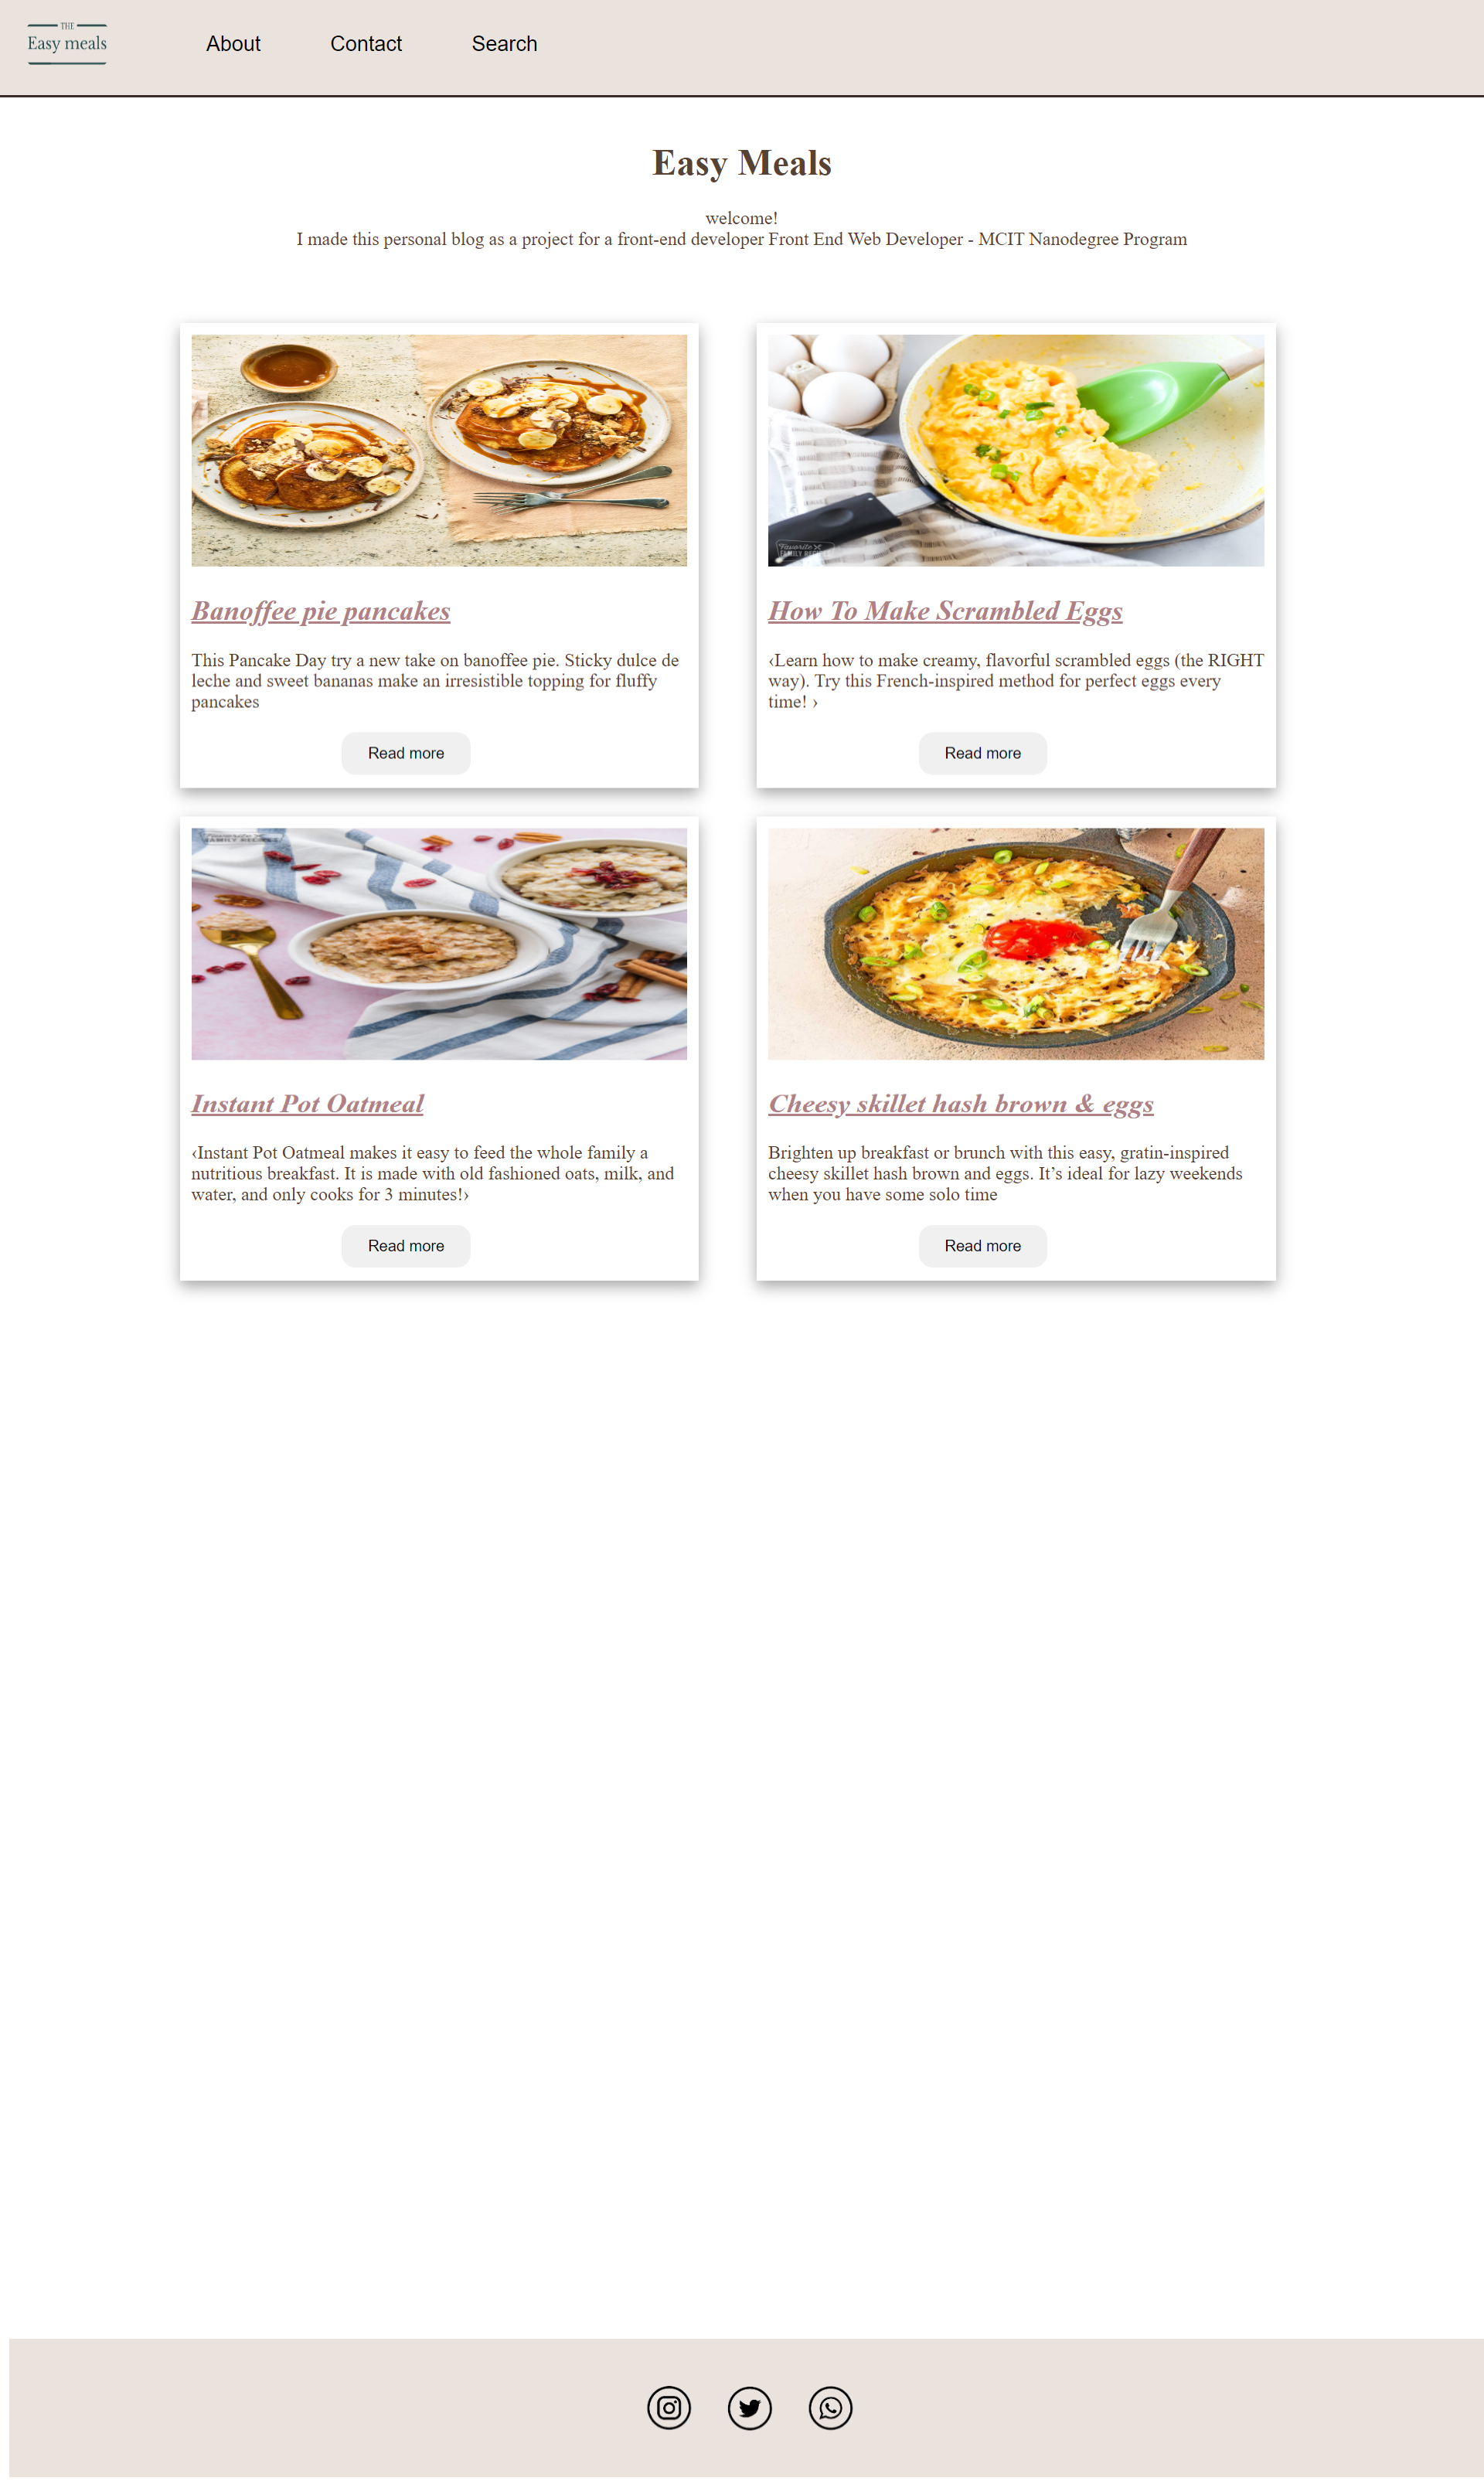 THE
Easy meals
About
Contact
Search
Easy Meals
welcome!
I made this personal blog as a project for a front-end developer Front End Web Developer - MCIT Nanodegree Program
Favorite
FAMILY RECIPES
Banoffee pie pancakes
This Pancake Day try a new take on banoffee pie. Sticky dulce de
leche and sweet bananas make an irresistible topping for fluffy
pancakes
Read more
How To Make Scrambled Eggs
‹Learn how to make creamy, flavorful scrambled eggs (the RIGHT
way). Try this French-inspired method for perfect eggs every
time! ›
Read more
FAMILY RECIPES
Instant Pot Oatmeal
‹Instant Pot Oatmeal makes it easy to feed the whole family a
nutritious breakfast. It is made with old fashioned oats, milk, and
water, and only cooks for 3 minutes!›
Read more
Cheesy skillet hash brown & eggs
Brighten up breakfast or brunch with this easy, gratin-inspired
cheesy skillet hash brown and eggs. It’s ideal for lazy weekends
when you have some solo time
Read more